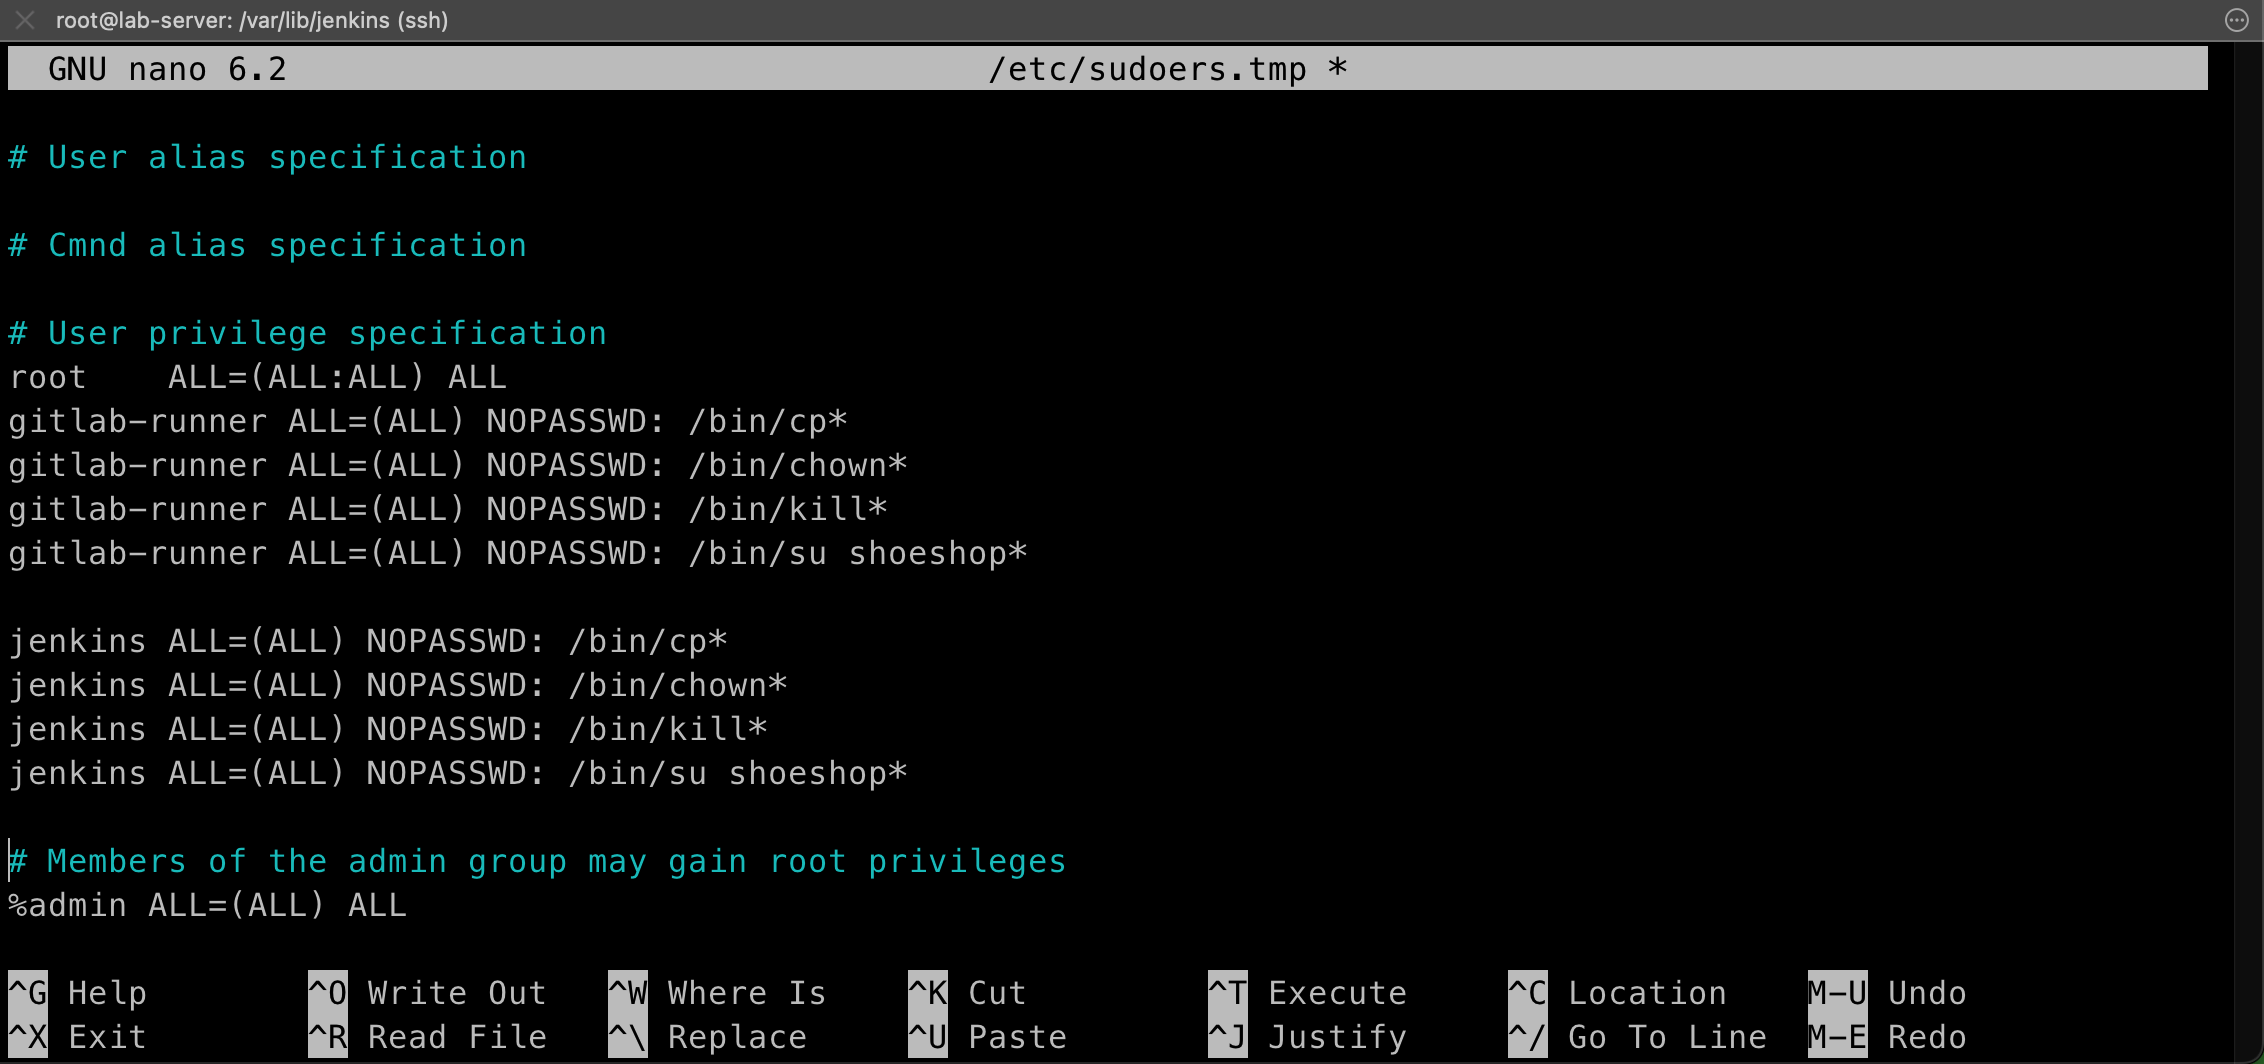 root@lab-server: /var/lib/jenkins (ssh)
GNU nano 6.2 /etc/sudoers.tmp *
# User alias specification
# Cmnd alias specification
# User privilege specification
root    ALL=(ALL:ALL) ALL
gitlab-runner ALL=(ALL) NOPASSWD: /bin/cp*
gitlab-runner ALL=(ALL) NOPASSWD: /bin/chown*
gitlab-runner ALL=(ALL) NOPASSWD: /bin/kill*
gitlab-runner ALL=(ALL) NOPASSWD: /bin/su shoeshop*
jenkins ALL=(ALL) NOPASSWD: /bin/cp*
jenkins ALL=(ALL) NOPASSWD: /bin/chown*
jenkins ALL=(ALL) NOPASSWD: /bin/kill*
jenkins ALL=(ALL) NOPASSWD: /bin/su shoeshop*
# Members of the admin group may gain root privileges
%admin ALL=(ALL) ALL
^G Help ^O Write Out ^W Where Is ^K Cut ^T Execute ^C Location M-U Undo
^X Exit ^R Read File ^\ Replace ^U Paste ^J Justify ^/ Go To Line M-E Redo